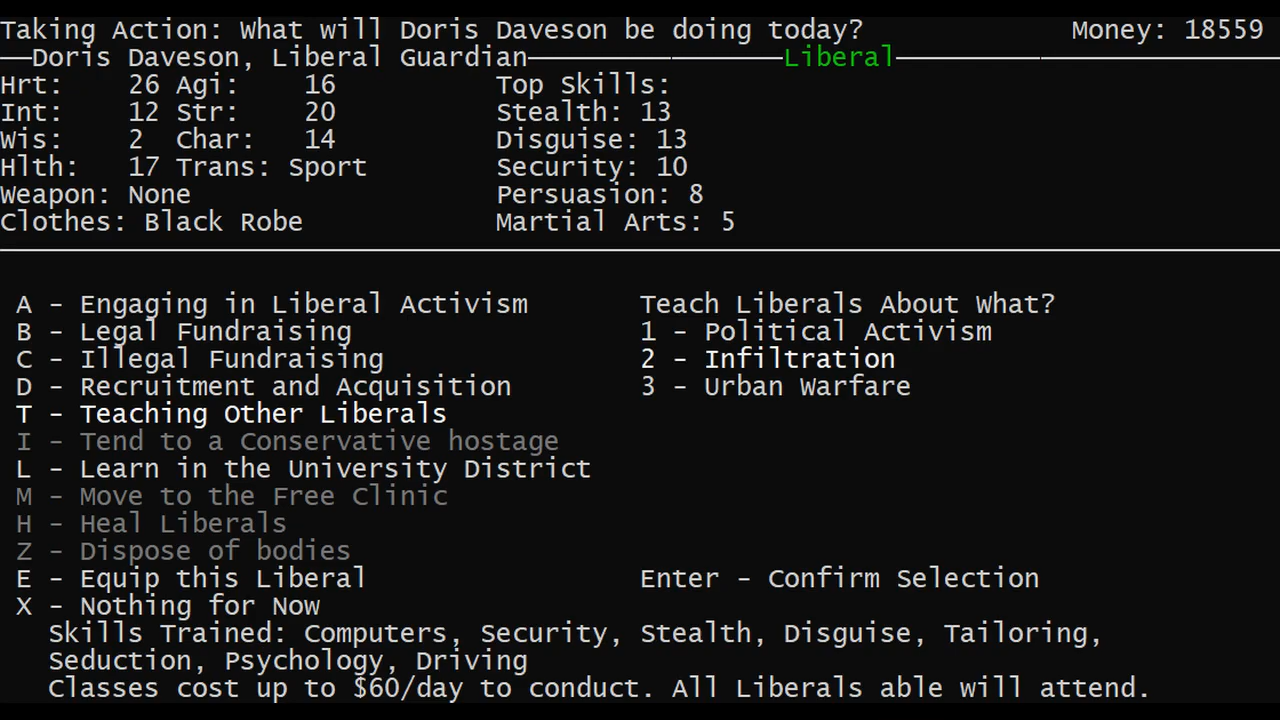 Taking Action: What will Doris Daveson be doing today? Money: 18559
Doris Daveson, Liberal Guardian Liberal
Hrt: 26 Agi: 16 Top Skills:
Int: 12 Str: 20 Stealth: 13
Wis: 2 Char: 14 Disguise: 13
Hlth: 17 Trans: Sport Security: 10
Weapon: None Persuasion: 8
Clothes: Black Robe Martial Arts: 5
A - Engaging in Liberal Activism Teach Liberals About What?
B - Legal Fundraising 1 - Political Activism
C - Illegal Fundraising 2 - Infiltration
D - Recruitment and Acquisition 3 - Urban Warfare
T - Teaching Other Liberals
I - Tend to a Conservative hostage
L - Learn in the University District
M - Move to the Free Clinic
H - Heal Liberals
Z - Dispose of bodies
E - Equip this Liberal Enter - Confirm Selection
X - Nothing for Now
Skills Trained: Computers, Security, Stealth, Disguise, Tailoring,
Seduction, Psychology, Driving
Classes cost up to $60/day to conduct. All Liberals able will attend.